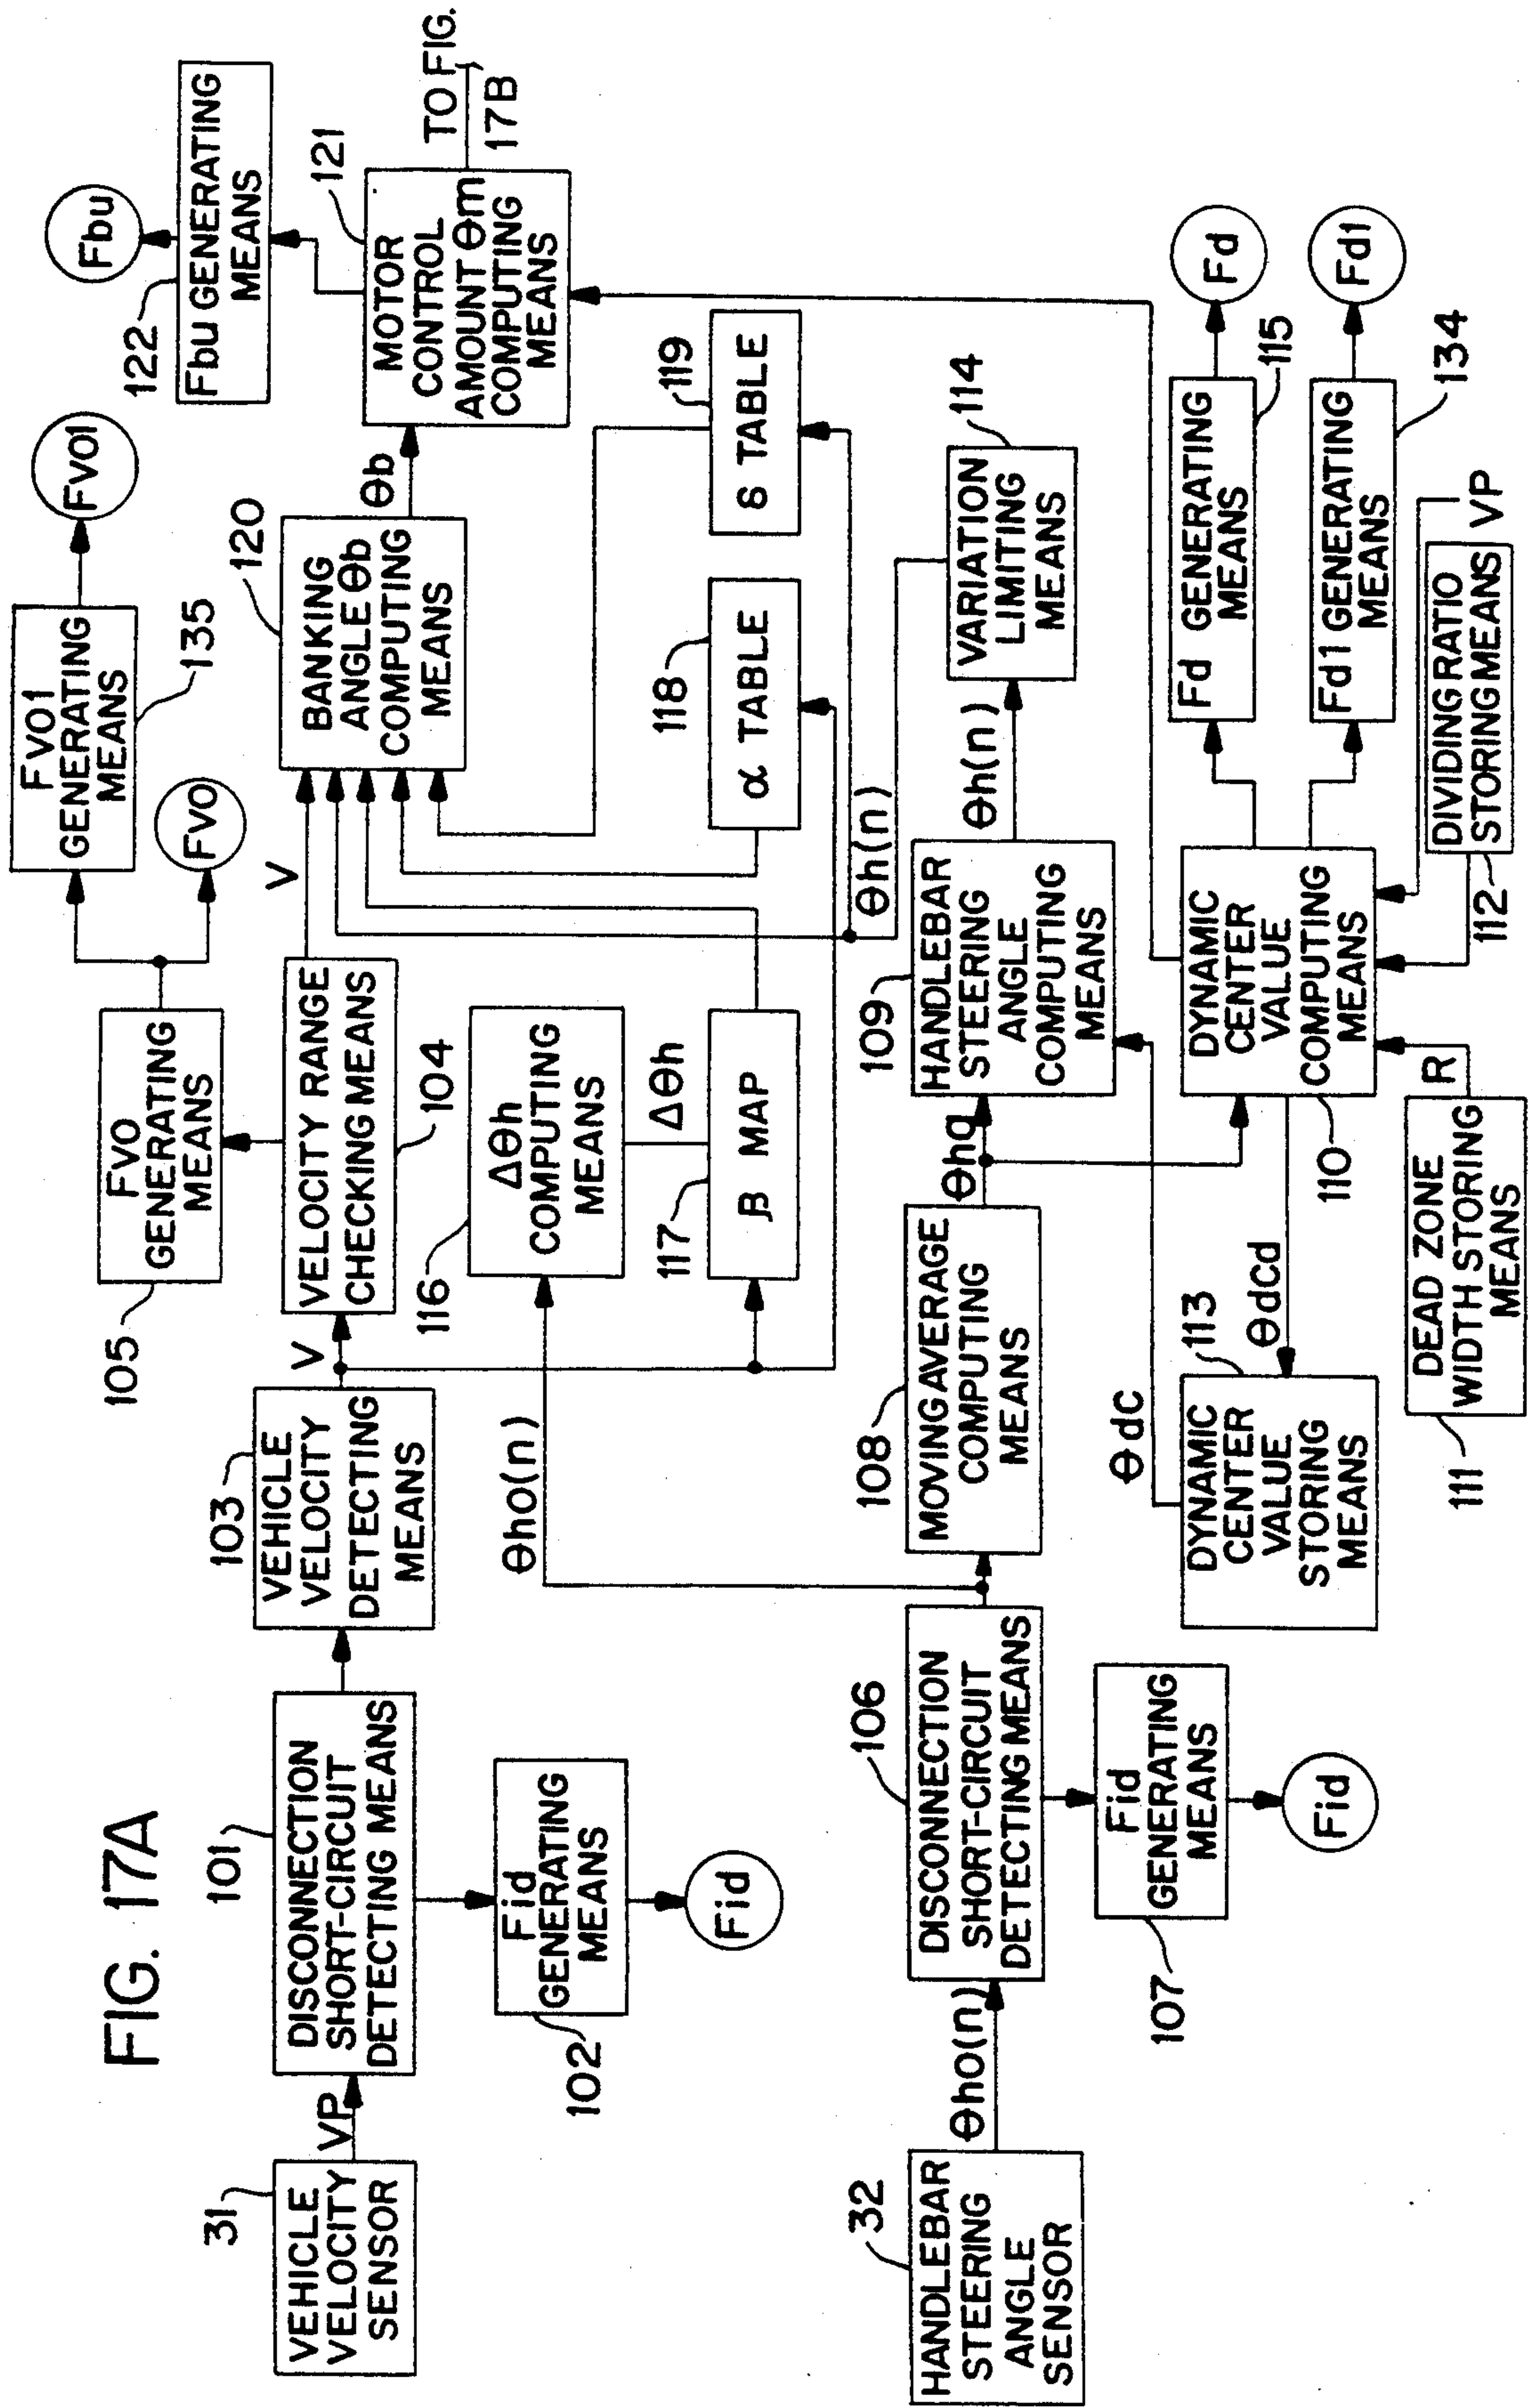 FIG. 17A
31
VEHICLE
VELOCITY
SENSOR
VP
101
DISCONNECTION
SHORT-CIRCUIT
DETECTING MEANS
102
Fid
GENERATING
MEANS
Fid
103
VEHICLE
VELOCITY
DETECTING
MEANS
V
105
FVO
GENERATING
MEANS
VELOCITY RANGE
CHECKING MEANS
104
FVO1
GENERATING
MEANS
135
FVO1
FVO
V
120
BANKING
ANGLE Θb
COMPUTING
MEANS
Θb
122
Fbu GENERATING
MEANS
Fbu
121
MOTOR
CONTROL
AMOUNT Θm
COMPUTING
MEANS
TO FIG.
17B
116
ΔΘh
COMPUTING
MEANS
ΔΘh
117
β MAP
118
α TABLE
119
δ TABLE
Θho(n)
Θh(n)
32
HANDLEBAR
STEERING
ANGLE
SENSOR
Θho(n)
106
DISCONNECTION
SHORT-CIRCUIT
DETECTING MEANS
107
Fid
GENERATING
MEANS
Fid
108
MOVING AVERAGE
COMPUTING
MEANS
Θha
109
HANDLEBAR
STEERING
ANGLE
COMPUTING
MEANS
Θh(n)
114
VARIATION
LIMITING
MEANS
ΘdC
113
DYNAMIC
CENTER
VALUE
STORING
MEANS
ΘdCd
110
DYNAMIC
CENTER
VALUE
COMPUTING
MEANS
111
DEAD ZONE
WIDTH STORING
MEANS
R
112
DIVIDING RATIO
STORING MEANS
VP
Fd GENERATING
MEANS
115
Fd
Fd1 GENERATING
MEANS
134
Fd1